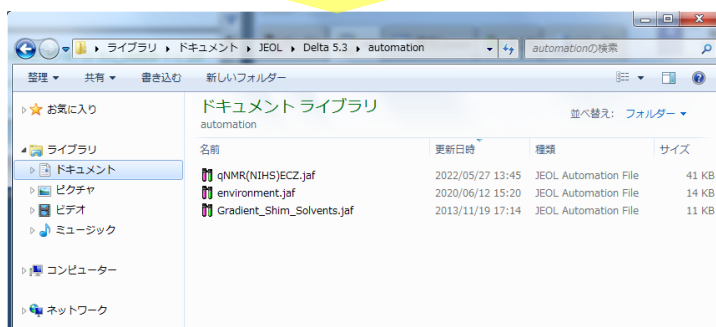 ライブラリ ▸ ドキュメント ▸ JEOL ▸ Delta 5.3 ▸ automation
automationの検索
整理 共有 書き込む 新しいフォルダー
お気に入り
ライブラリ
ドキュメント
ピクチャ
ビデオ
ミュージック
コンピューター
ネットワーク
ドキュメント ライブラリ
automation
並べ替え: フォルダー
名前 更新日時 種類 サイズ
qNMR(NIHS)ECZ.jaf 2022/05/27 13:45 JEOL Automation File 41 KB
environment.jaf 2020/06/12 15:20 JEOL Automation File 14 KB
Gradient_Shim_Solvents.jaf 2013/11/19 17:14 JEOL Automation File 11 KB